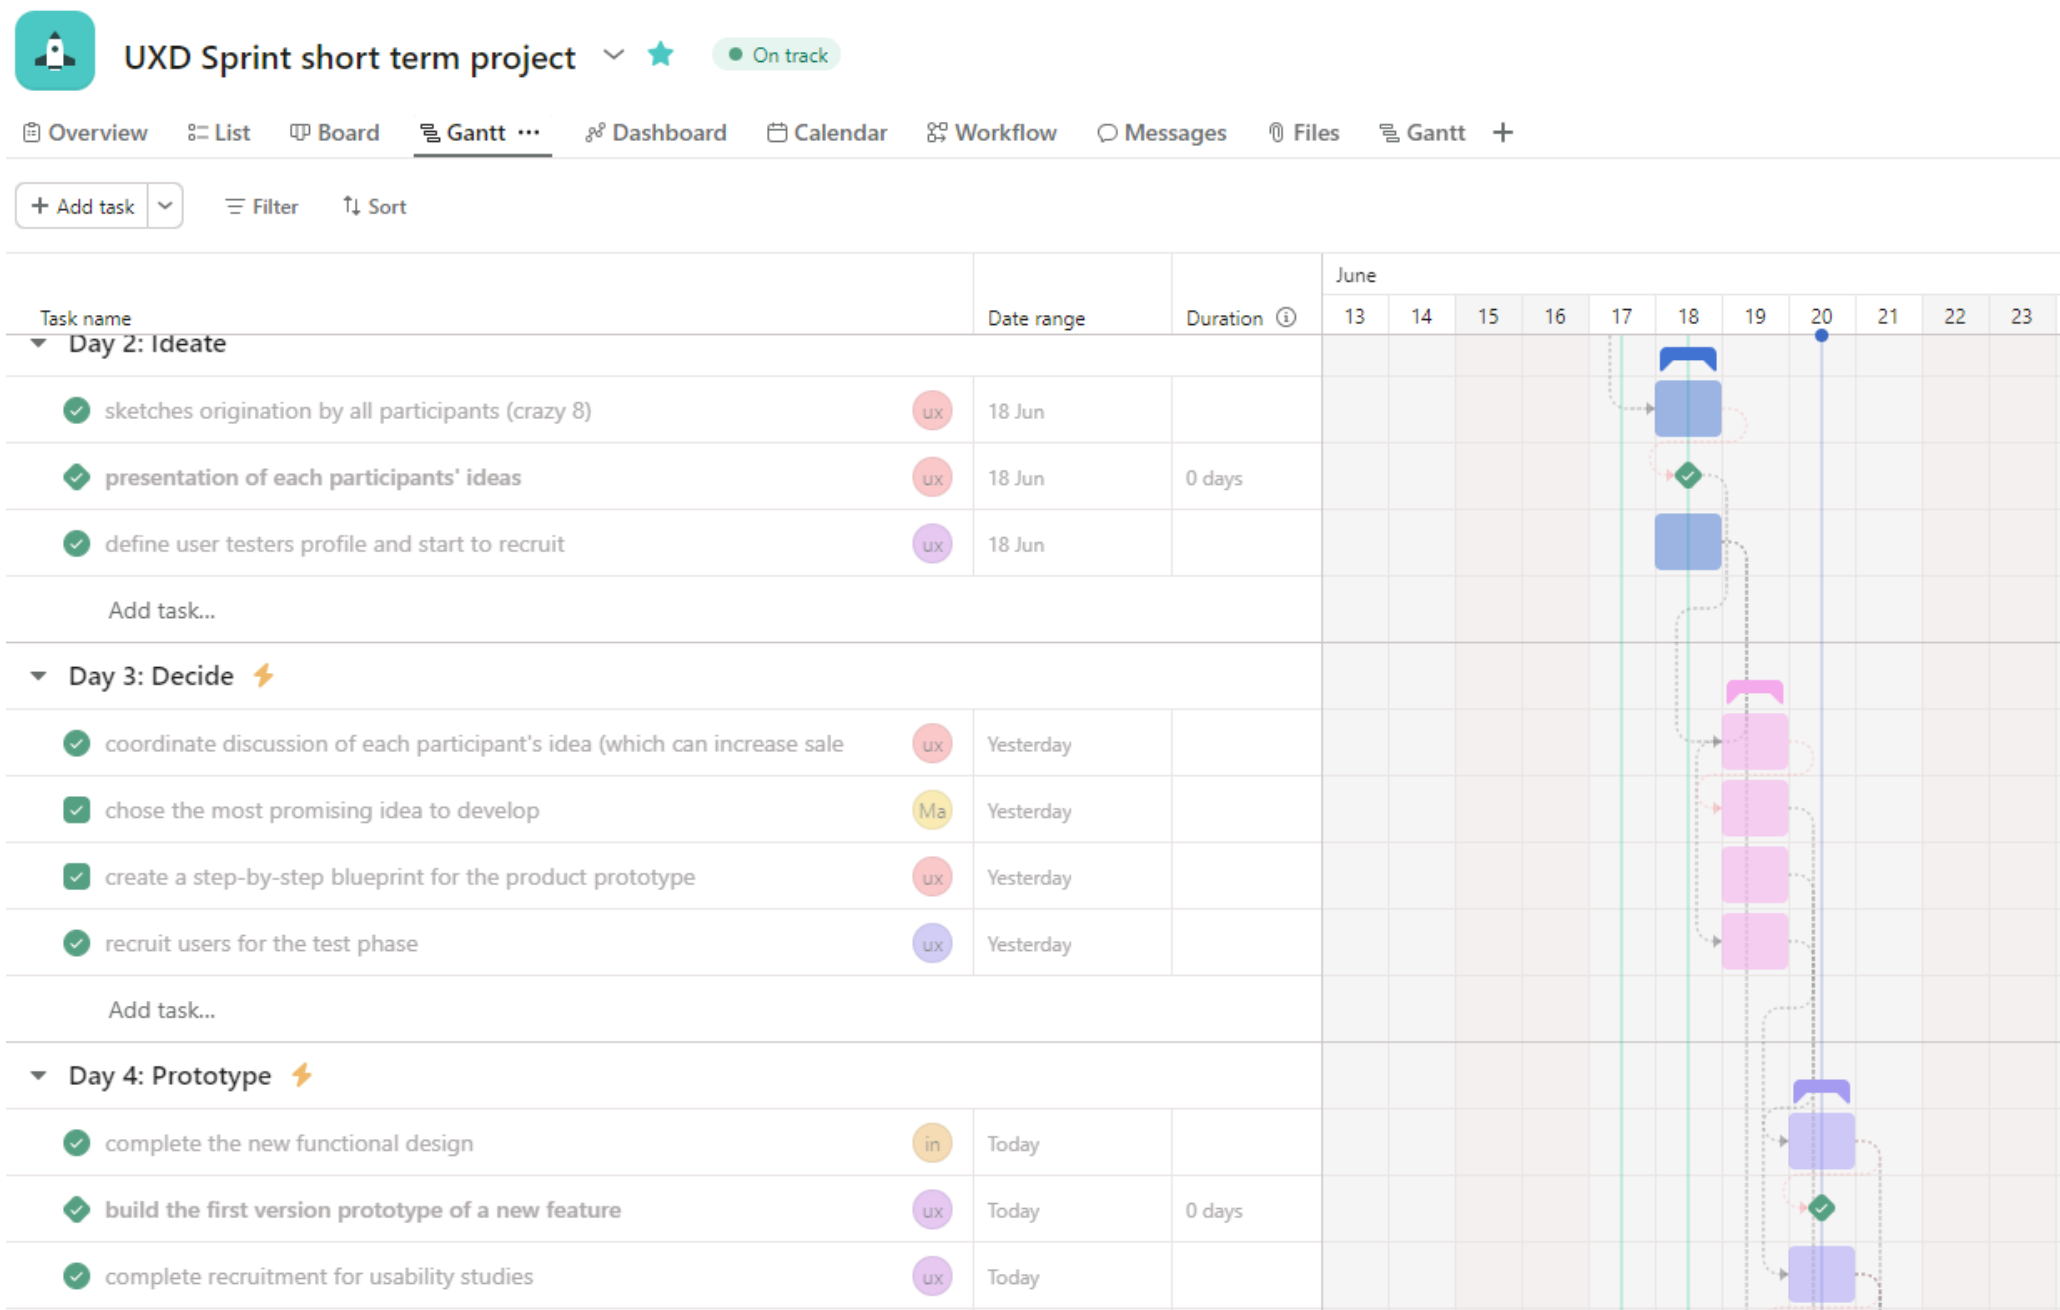 UXD Sprint short term project On track
Overview List Board Gantt ... Dashboard Calendar Workflow Messages Files Gantt +
+ Add task Filter Sort
June
Task name Date range Duration 13 14 15 16 17 18 19 20 21 22 23
Day 2: Ideate
sketches origination by all participants (crazy 8) ux 18 Jun
presentation of each participants' ideas ux 18 Jun 0 days
define user testers profile and start to recruit ux 18 Jun
Add task...
Day 3: Decide
coordinate discussion of each participant's idea (which can increase sale ux Yesterday
chose the most promising idea to develop Ma Yesterday
create a step-by-step blueprint for the product prototype ux Yesterday
recruit users for the test phase ux Yesterday
Add task...
Day 4: Prototype
complete the new functional design in Today
build the first version prototype of a new feature ux Today 0 days
complete recruitment for usability studies ux Today